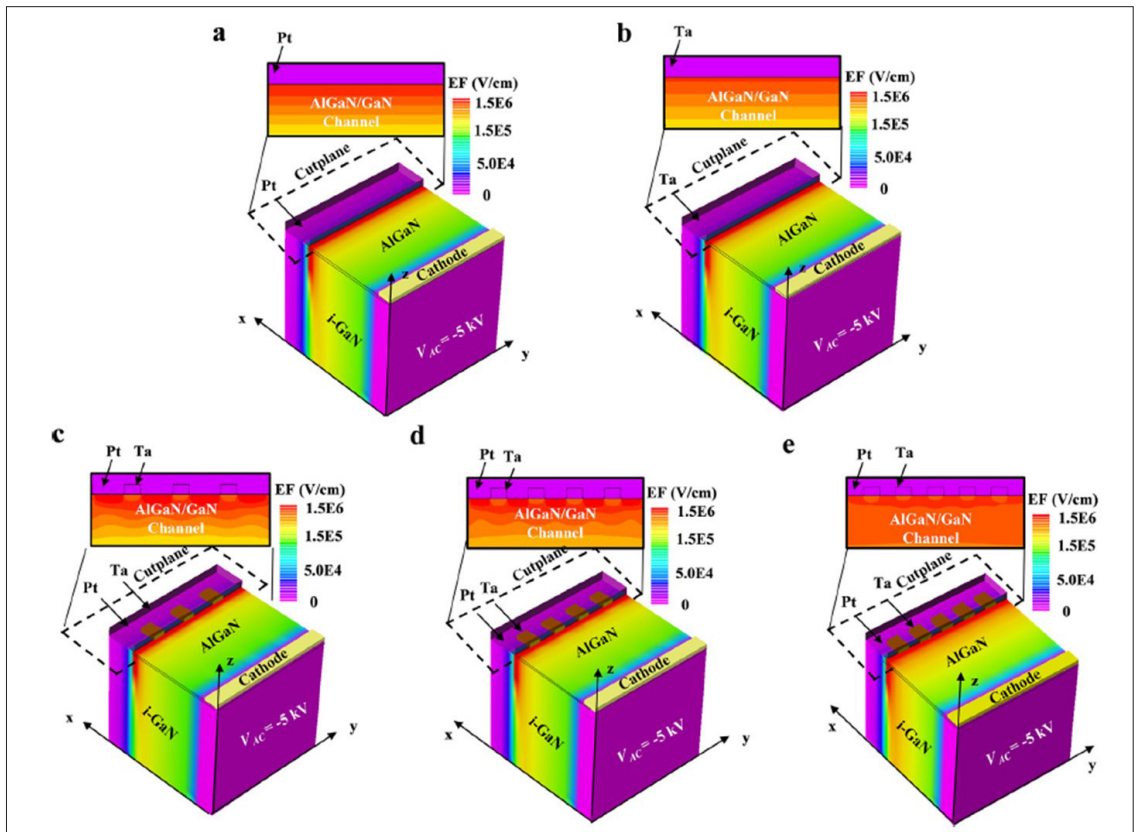 a
Pt
EF (V/cm)
1.5E6
AlGaN/GaN
Channel
1.5E5
5.0E4
0
Cutplane
Pt
AlGaN
Cathode
z
x
i-GaN
V_AC = -5 kV
y
b
Ta
EF (V/cm)
1.5E6
AlGaN/GaN
Channel
1.5E5
5.0E4
0
Cutplane
Ta
AlGaN
Cathode
z
x
i-GaN
V_AC = -5 kV
y
c
Pt Ta
EF (V/cm)
1.5E6
AlGaN/GaN
Channel
1.5E5
5.0E4
0
Cutplane
Ta
Pt
AlGaN
z
Cathode
x
i-GaN
V_AC = -5 kV
y
d
Pt Ta
EF (V/cm)
1.5E6
AlGaN/GaN
Channel
1.5E5
5.0E4
0
Cutplane
Ta
Pt
AlGaN
z
Cathode
x
i-GaN
V_AC = -5 kV
y
e
Pt Ta
EF (V/cm)
1.5E6
AlGaN/GaN
Channel
1.5E5
5.0E4
0
Ta Cutplane
Pt
AlGaN
z
Cathode
x
i-GaN
V_AC = -5 kV
y